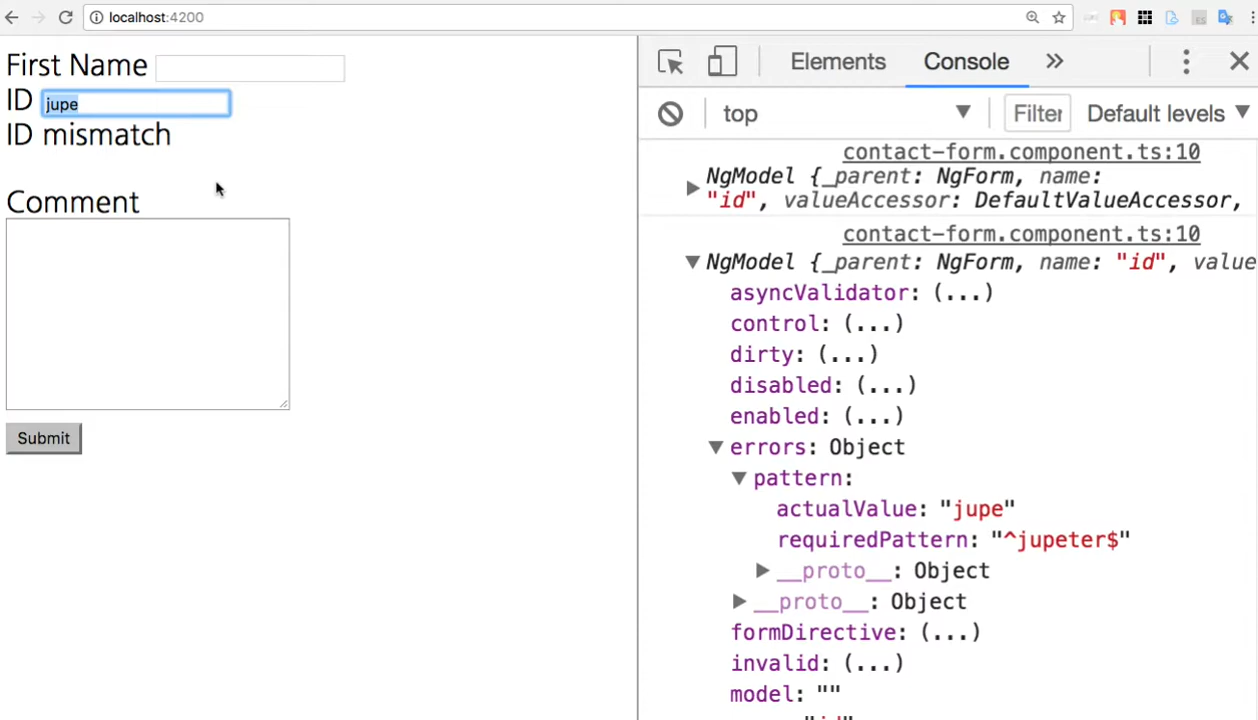 localhost:4200
First Name
ID jupe
ID mismatch
Comment
Submit
Elements Console
top Filter Default levels
contact-form.component.ts:10
NgModel {_parent: NgForm, name:
"id", valueAccessor: DefaultValueAccessor,
contact-form.component.ts:10
NgModel {_parent: NgForm, name: "id", value
asyncValidator: (...)
control: (...)
dirty: (...)
disabled: (...)
enabled: (...)
errors: Object
pattern:
actualValue: "jupe"
requiredPattern: "^jupeter$"
__proto__: Object
__proto__: Object
formDirective: (...)
invalid: (...)
model: ""
"id"